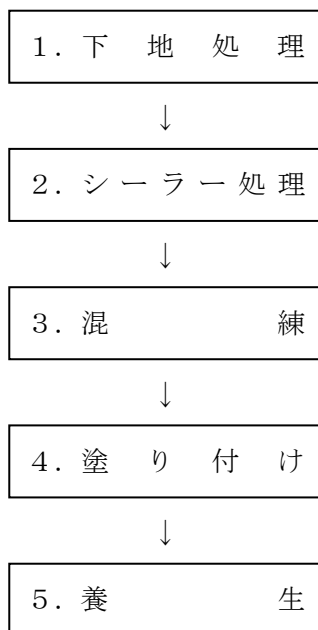 1. 下地処理
↓
2. シーラー処理
↓
3. 混練
↓
4. 塗り付け
↓
5. 養生